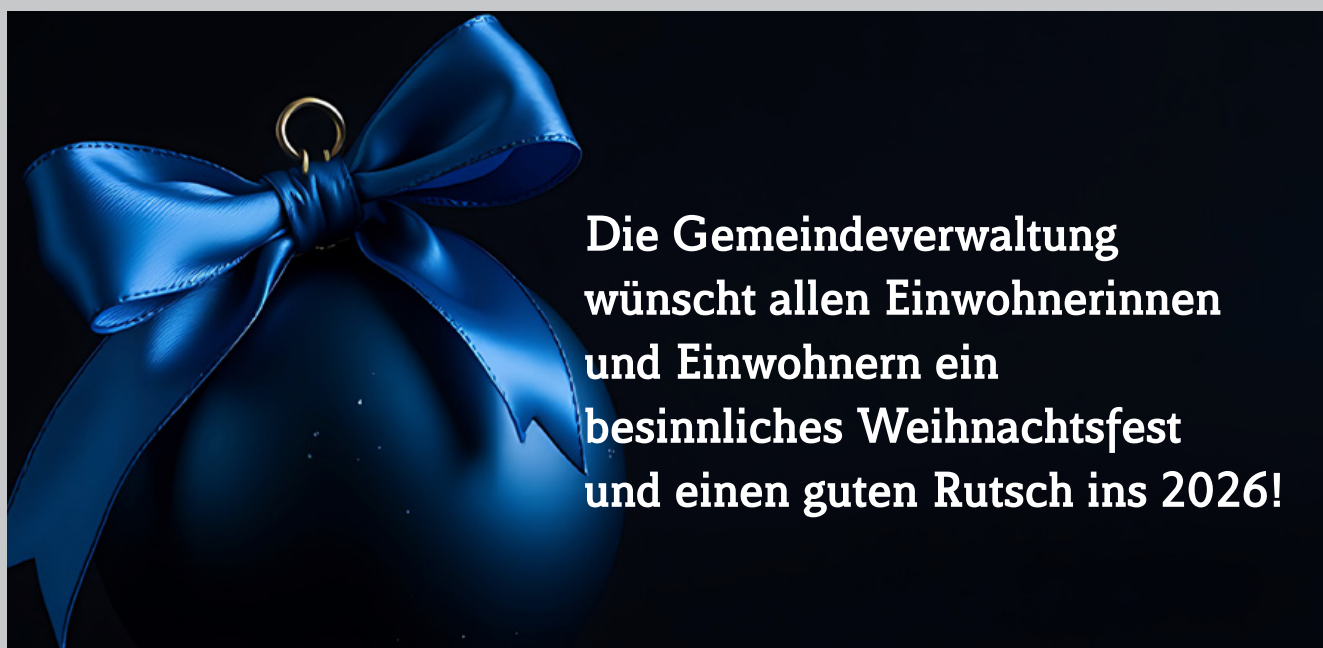 Die Gemeindeverwaltung
wünscht allen Einwohnerinnen
und Einwohnern ein
besinnliches Weihnachtsfest
und einen guten Rutsch ins 2026!